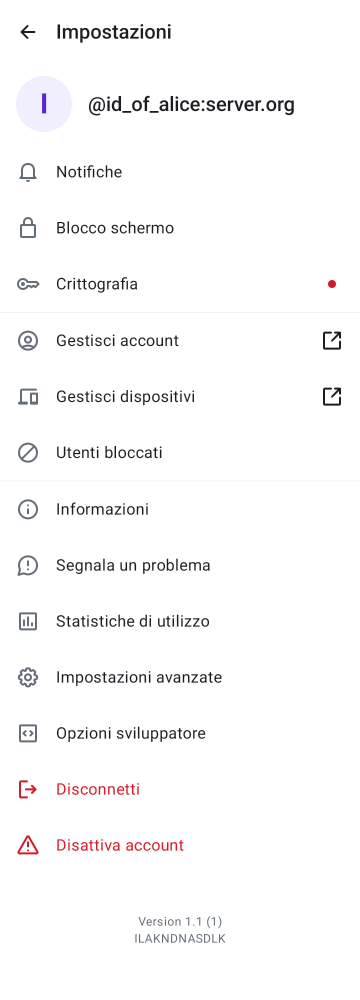 Impostazioni
I
@id_of_alice:server.org
Notifiche
Blocco schermo
Crittografia
Gestisci account
Gestisci dispositivi
Utenti bloccati
Informazioni
Segnala un problema
Statistiche di utilizzo
Impostazioni avanzate
Opzioni sviluppatore
Disconnetti
Disattiva account
Version 1.1 (1)
ILAKNDNASDLK